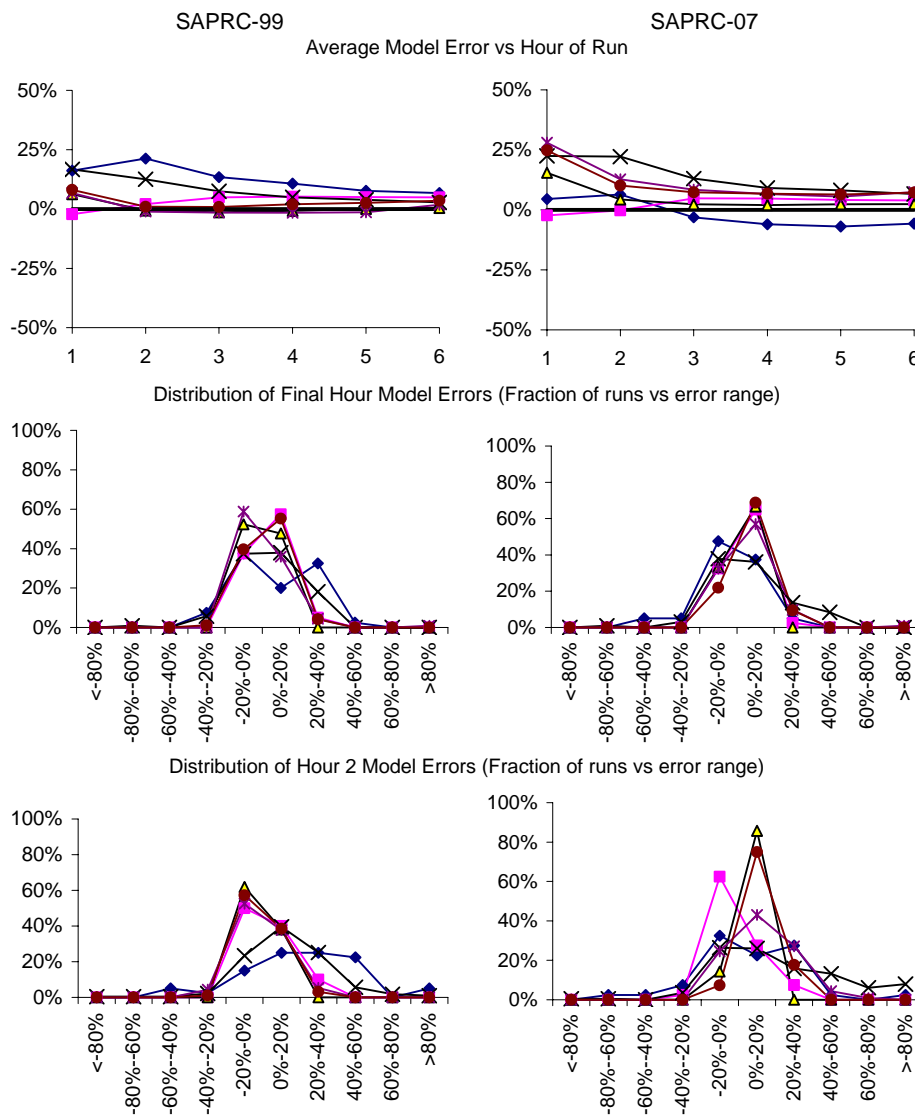 SAPRC-99 SAPRC-07
Average Model Error vs Hour of Run
50% 50%
25% 25%
0% 0%
-25% -25%
-50% -50%
1 2 3 4 5 6 1 2 3 4 5 6
Distribution of Final Hour Model Errors (Fraction of runs vs error range)
100% 100%
80% 80%
60% 60%
40% 40%
20% 20%
0% 0%
<-80% -80%--60% -60%--40% -40%--20% -20%-0% 0%-20% 20%-40% 40%-60% 60%-80% >80% <-80% -80%--60% -60%--40% -40%--20% -20%-0% 0%-20% 20%-40% 40%-60% 60%-80% >-80%
Distribution of Hour 2 Model Errors (Fraction of runs vs error range)
100% 100%
80% 80%
60% 60%
40% 40%
20% 20%
0% 0%
<-80% -80%--60% -60%--40% -40%--20% -20%-0% 0%-20% 20%-40% 40%-60% 60%-80% >80% <-80% -80%--60% -60%--40% -40%--20% -20%-0% 0%-20% 20%-40% 40%-60% 60%-80% >-80%